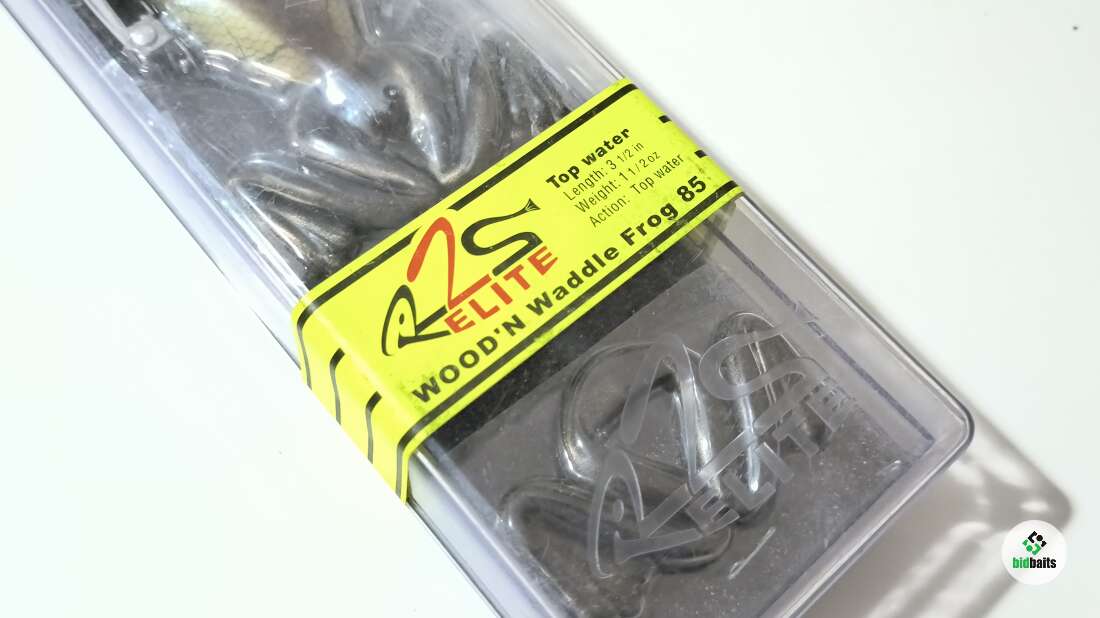 Top water
Length: 3 1/2 in
Weight: 1 1/2 oz
Action: Top water
R2S
ELITE
WOOD'N Waddle Frog 85
R2S
ELITE
bidbaits